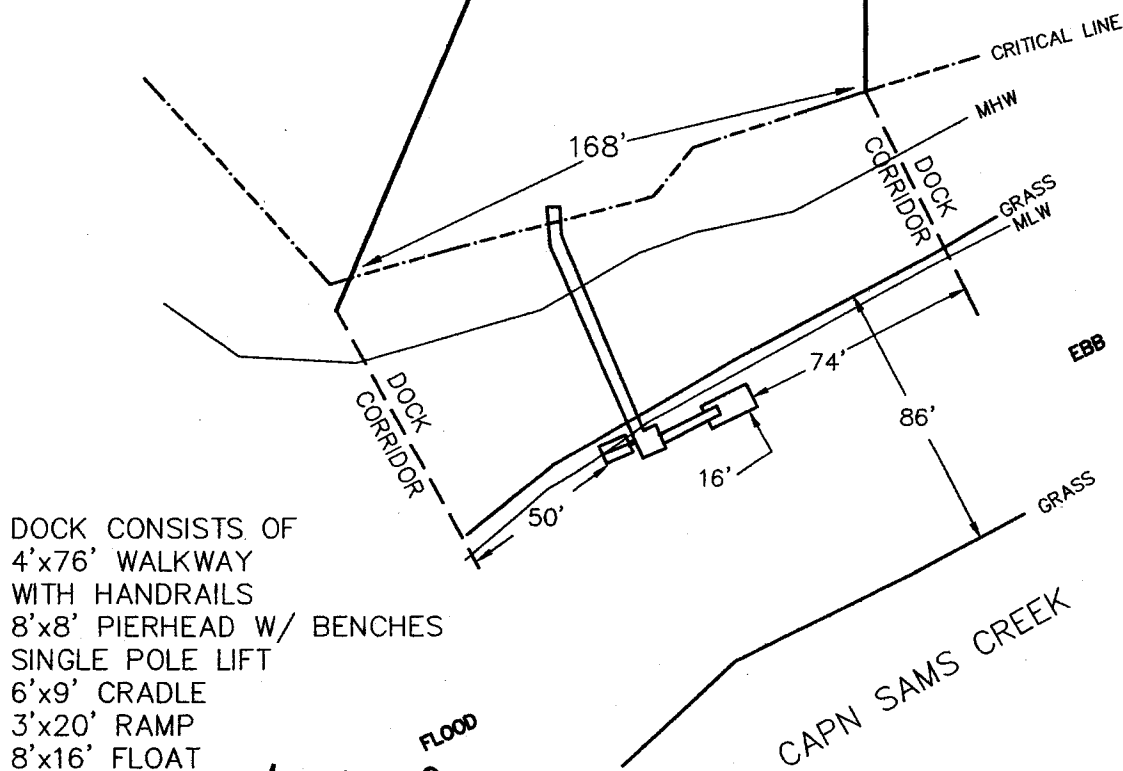 CRITICAL LINE
MHW
168'
DOCK
CORRIDOR
GRASS
MLW
74'
EBB
86'
DOCK
CORRIDOR
16'
50'
GRASS
DOCK CONSISTS OF
4'x76' WALKWAY
WITH HANDRAILS
8'x8' PIERHEAD W/ BENCHES
SINGLE POLE LIFT
6'x9' CRADLE
3'x20' RAMP
8'x16' FLOAT
FLOOD
CAPN SAMS CREEK